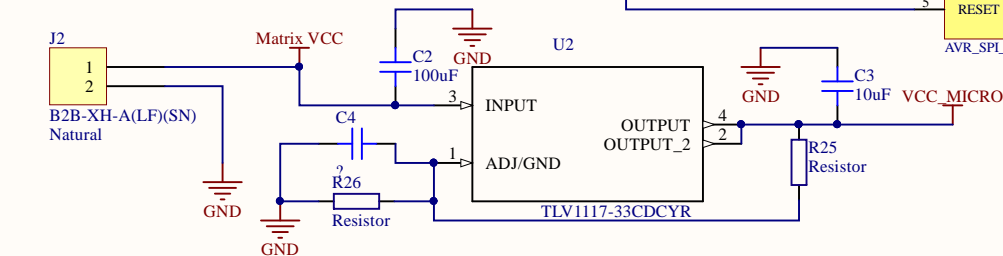 5
RESET
AVR_SPI_
J2
1
2
B2B-XH-A(LF)(SN)
Natural
GND
Matrix VCC
C2
100uF
GND
U2
3
INPUT
1
ADJ/GND
OUTPUT
4
OUTPUT_2
2
TLV1117-33CDCYR
C4
?
R26
Resistor
GND
GND
C3
10uF
VCC_MICRO
R25
Resistor